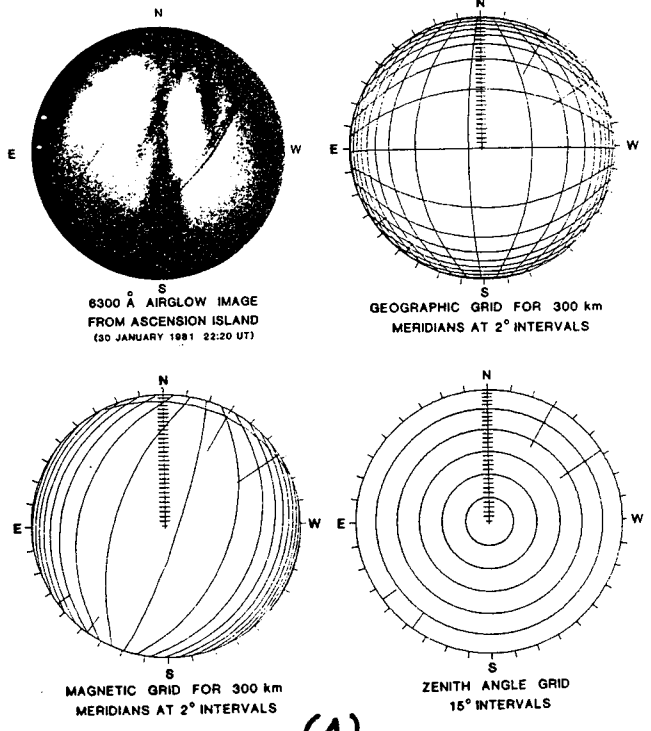 N
E
W
S
6300 Å AIRGLOW IMAGE
FROM ASCENSION ISLAND
(30 JANUARY 1981 22:20 UT)
N
E
W
S
GEOGRAPHIC GRID FOR 300 km
MERIDIANS AT 2° INTERVALS
N
E
W
S
MAGNETIC GRID FOR 300 km
MERIDIANS AT 2° INTERVALS
N
E
W
S
ZENITH ANGLE GRID
15° INTERVALS
(A)